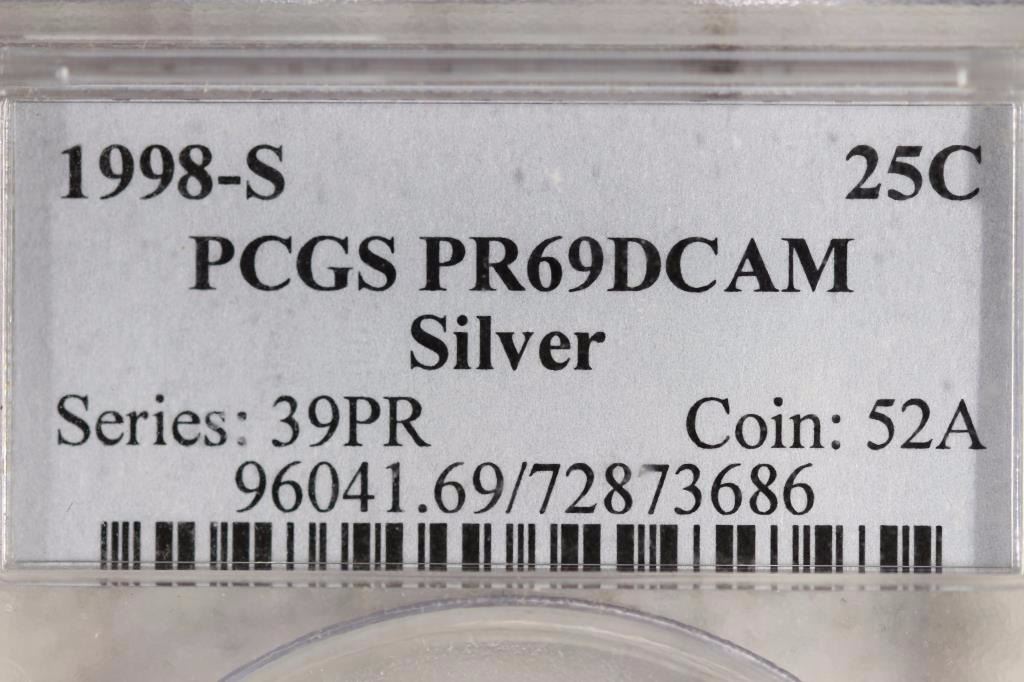 1998-S 25C
PCGS PR69DCAM
Silver
Series: 39PR Coin: 52A
96041.69/72873686